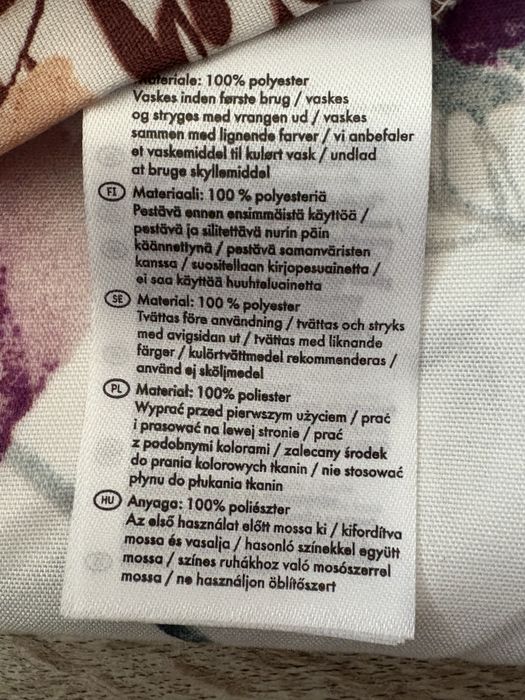 Materiale: 100% polyester
Vaskes inden første brug / vaskes
og stryges med vrangen ud / vaskes
sammen med lignende farver / vi anbefaler
et vaskemiddel til kulørt vask / undlad
at bruge skyllemiddel
FI Materiaali: 100 % polyesteriä
Pestävä ennen ensimmäistä käyttöä /
pestävä ja silitettävä nurin päin
käännettynä / pestävä samanväristen
kanssa / suositellaan kirjopesuainetta /
ei saa käyttää huuhteluainetta
SE Material: 100 % polyester
Tvättas före användning / tvättas och stryks
med avigsidan ut / tvättas med liknande
färger / kulörtvättmedel rekommenderas /
använd ej sköljmedel
PL Materiał: 100% poliester
Wyprać przed pierwszym użyciem / prać
i prasować na lewej stronie / prać
z podobnymi kolorami / zalecany środek
do prania kolorowych tkanin / nie stosować
płynu do płukania tkanin
HU Anyaga: 100% poliészter
Az első használat előtt mossa ki / kifordítva
mossa és vasalja / hasonló színekkel együtt
mossa / színes ruhákhoz való mosószerrel
mossa / ne használjon öblítőszert